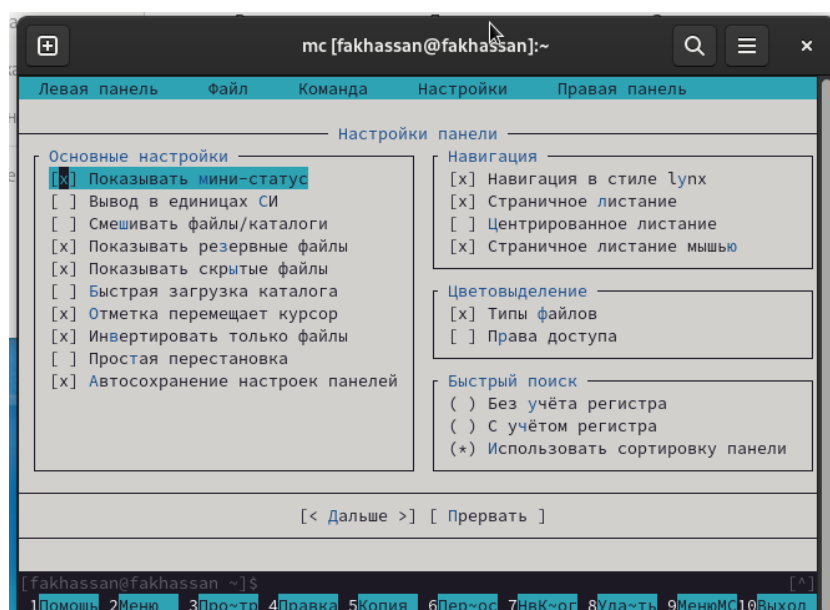 mc [fakhassan@fakhassan]:~
Левая панель Файл Команда Настройки Правая панель
Настройки панели
Основные настройки
[x] Показывать мини-статус
[ ] Вывод в единицах СИ
[ ] Смешивать файлы/каталоги
[x] Показывать резервные файлы
[x] Показывать скрытые файлы
[ ] Быстрая загрузка каталога
[x] Отметка перемещает курсор
[x] Инвертировать только файлы
[ ] Простая перестановка
[x] Автосохранение настроек панелей
Навигация
[x] Навигация в стиле lynx
[x] Страничное листание
[ ] Центрированное листание
[x] Страничное листание мышью
Цветовыделение
[x] Типы файлов
[ ] Права доступа
Быстрый поиск
( ) Без учёта регистра
( ) С учётом регистра
(*) Использовать сортировку панели
[< Дальше >] [ Прервать ]
[fakhassan@fakhassan ~]$ [^]
1Помощь 2Меню 3Про~тр 4Правка 5Копия 6Пер~ос 7НвК~ог 8Уда~ть 9МенюMC 10Выход